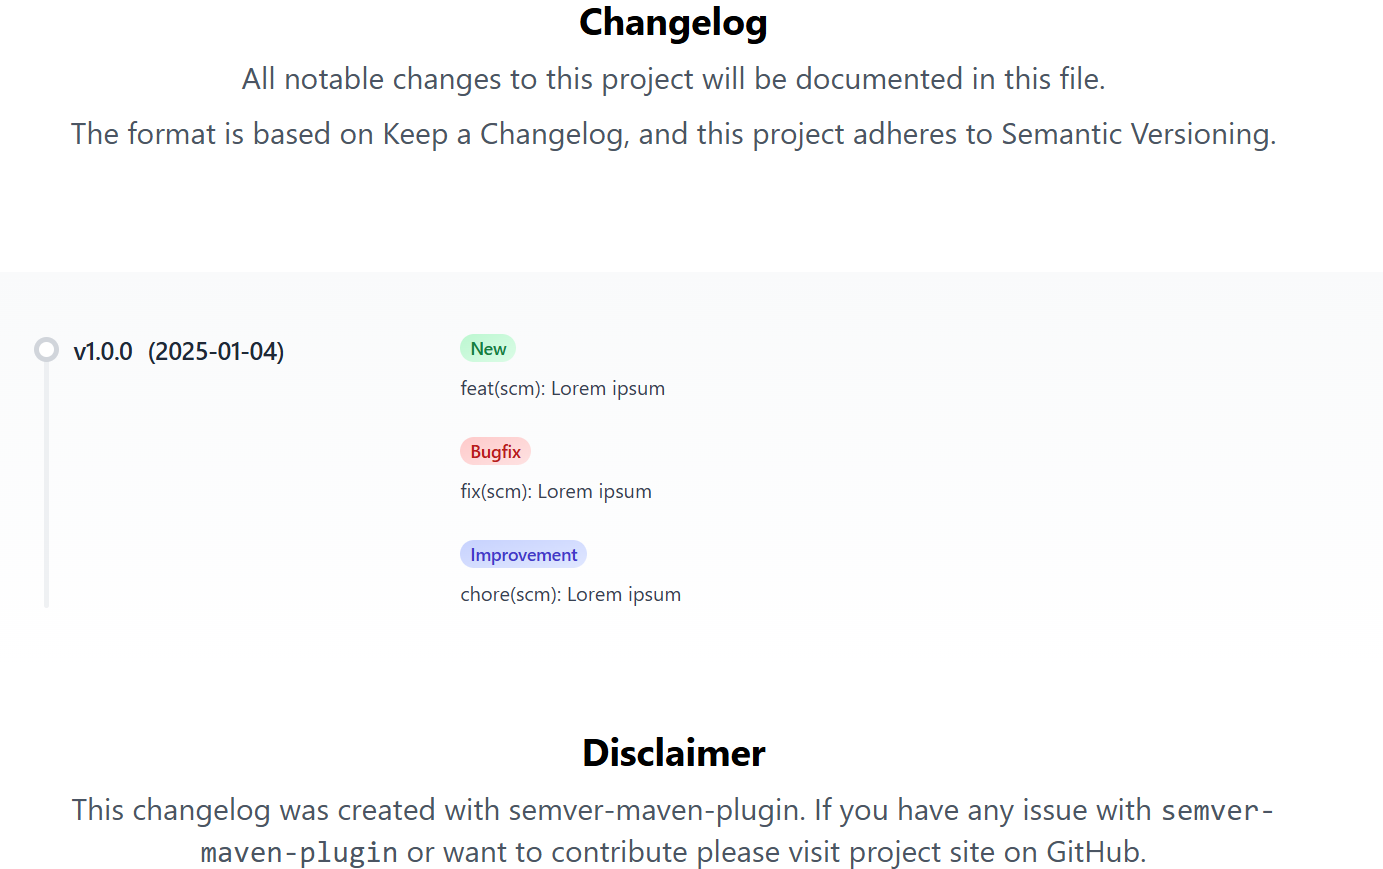 Changelog
All notable changes to this project will be documented in this file.
The format is based on Keep a Changelog, and this project adheres to Semantic Versioning.
v1.0.0 (2025-01-04)
New
feat(scm): Lorem ipsum
Bugfix
fix(scm): Lorem ipsum
Improvement
chore(scm): Lorem ipsum
Disclaimer
This changelog was created with semver-maven-plugin. If you have any issue with semver-
maven-plugin or want to contribute please visit project site on GitHub.